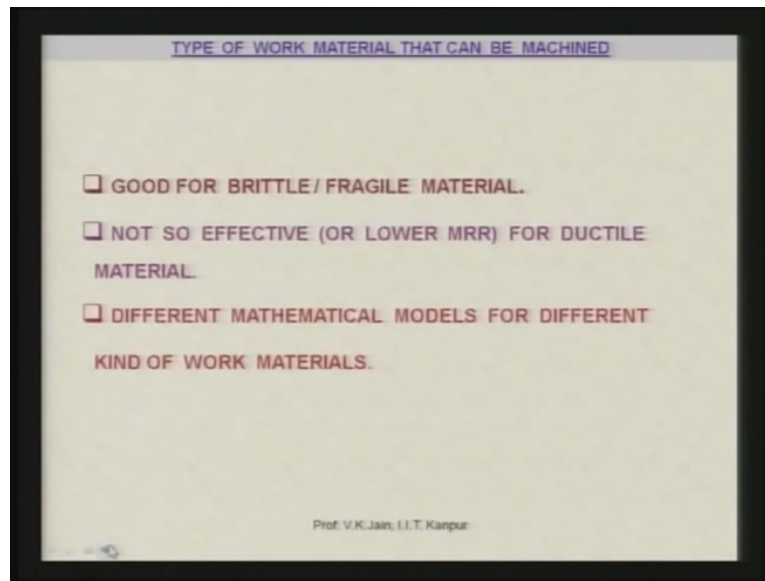 TYPE OF WORK MATERIAL THAT CAN BE MACHINED
❑ GOOD FOR BRITTLE / FRAGILE MATERIAL.
❑ NOT SO EFFECTIVE (OR LOWER MRR) FOR DUCTILE
MATERIAL.
❑ DIFFERENT MATHEMATICAL MODELS FOR DIFFERENT
KIND OF WORK MATERIALS.
Prof. V.K.Jain, I.I.T. Kanpur